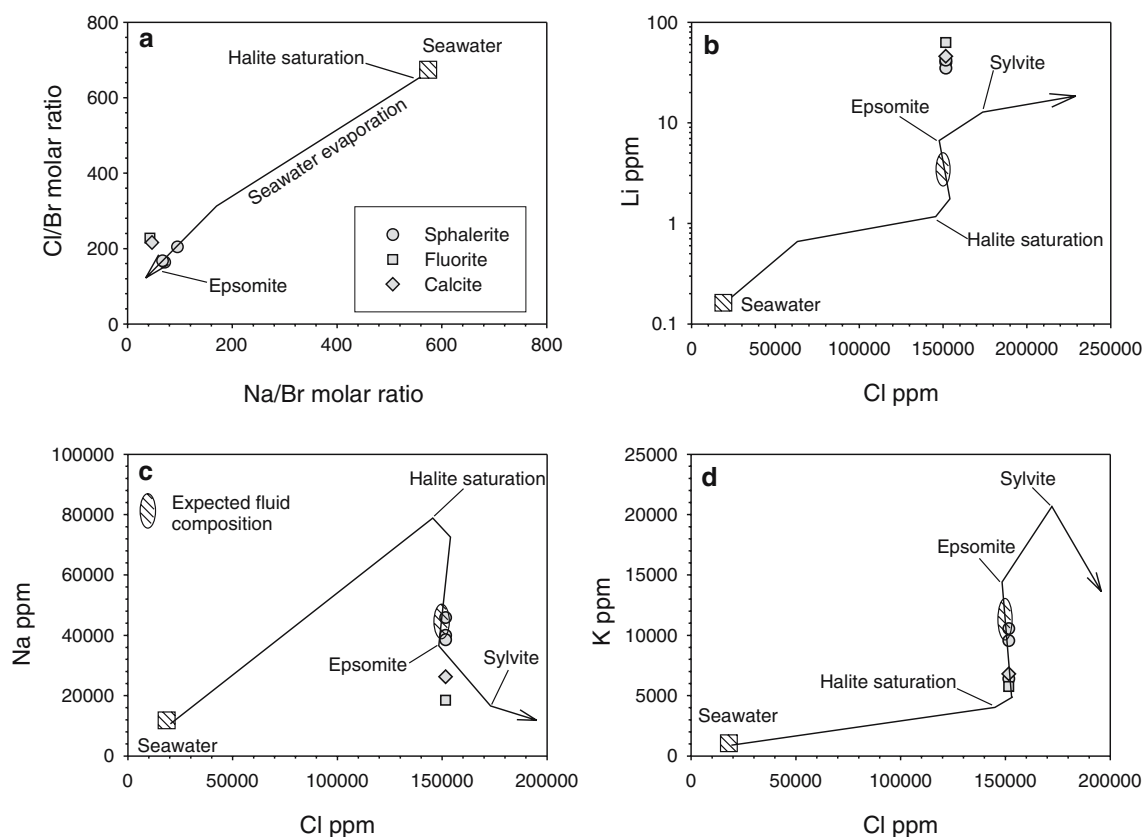 a
800
600
400
200
0
Cl/Br molar ratio
Halite saturation
Seawater
Seawater evaporation
Epsomite
Sphalerite
Fluorite
Calcite
0 200 400 600 800
Na/Br molar ratio
b
100
10
1
0.1
Li ppm
Sylvite
Epsomite
Halite saturation
Seawater
0 50000 100000 150000 200000 250000
Cl ppm
c
100000
80000
60000
40000
20000
0
Na ppm
Expected fluid
composition
Halite saturation
Epsomite
Sylvite
Seawater
0 50000 100000 150000 200000
Cl ppm
d
25000
20000
15000
10000
5000
0
K ppm
Sylvite
Epsomite
Halite saturation
Seawater
0 50000 100000 150000 200000
Cl ppm